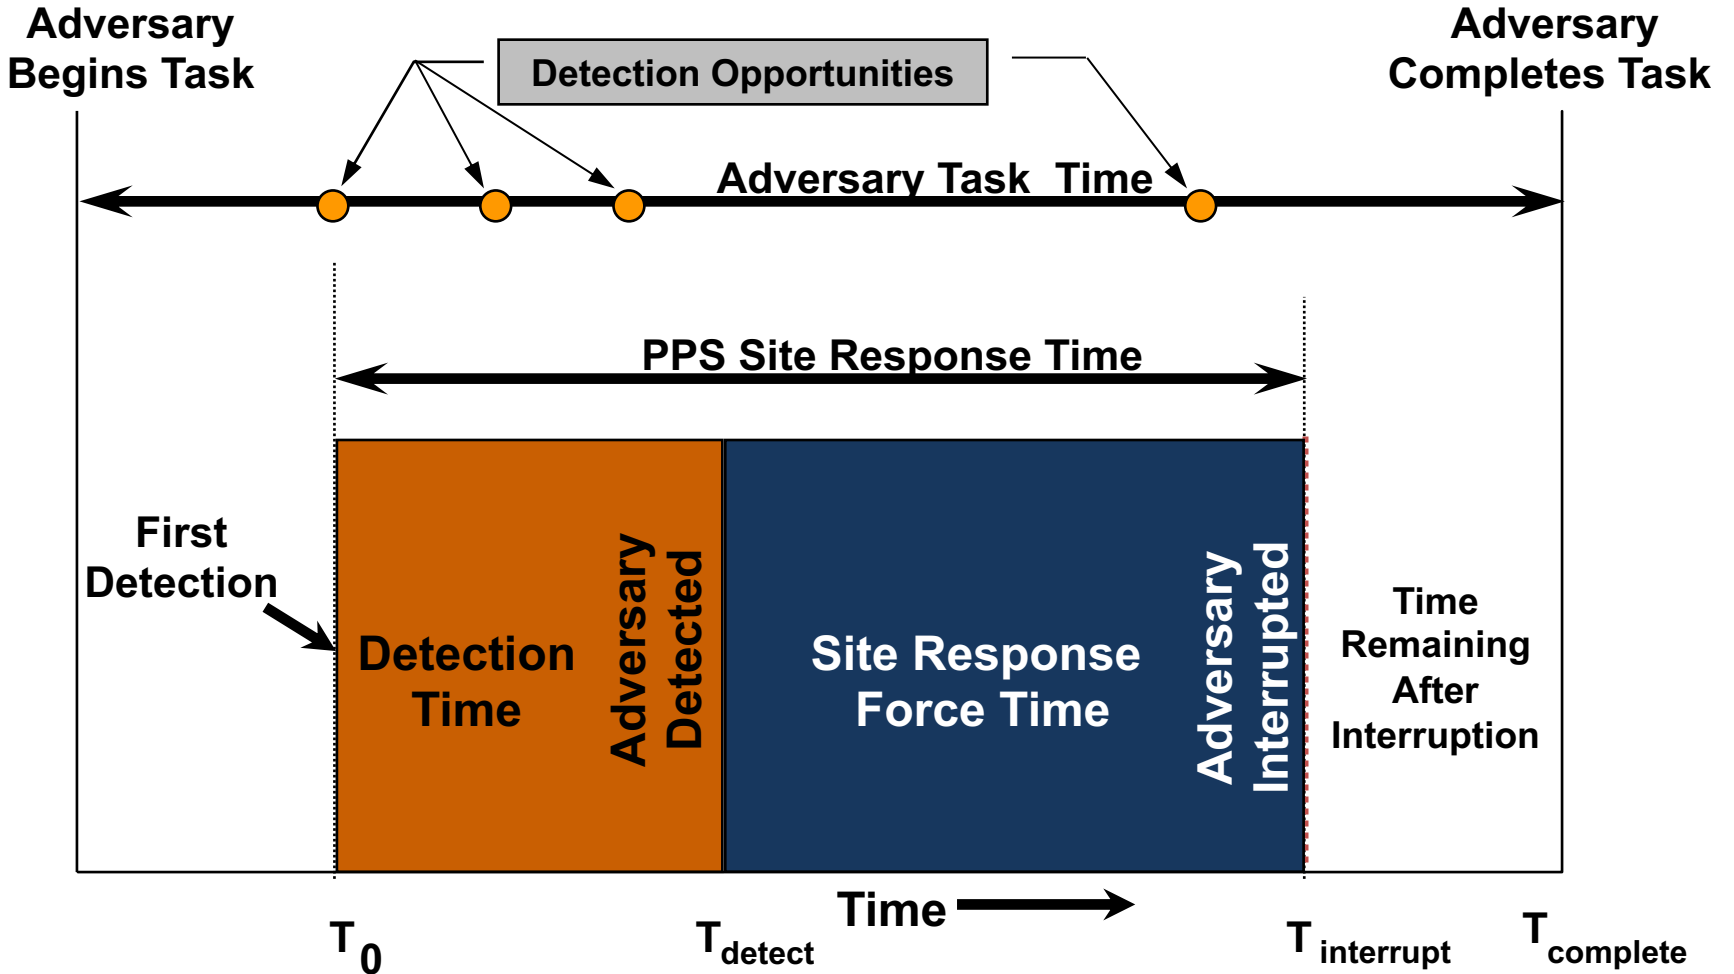 Adversary
Begins Task
Detection Opportunities
Adversary
Completes Task
Adversary Task Time
PPS Site Response Time
First
Detection
Detection
Time
Adversary
Detected
Site Response
Force Time
Adversary
Interrupted
Time
Remaining
After
Interruption
Time
T0
Tdetect
T interrupt
Tcomplete